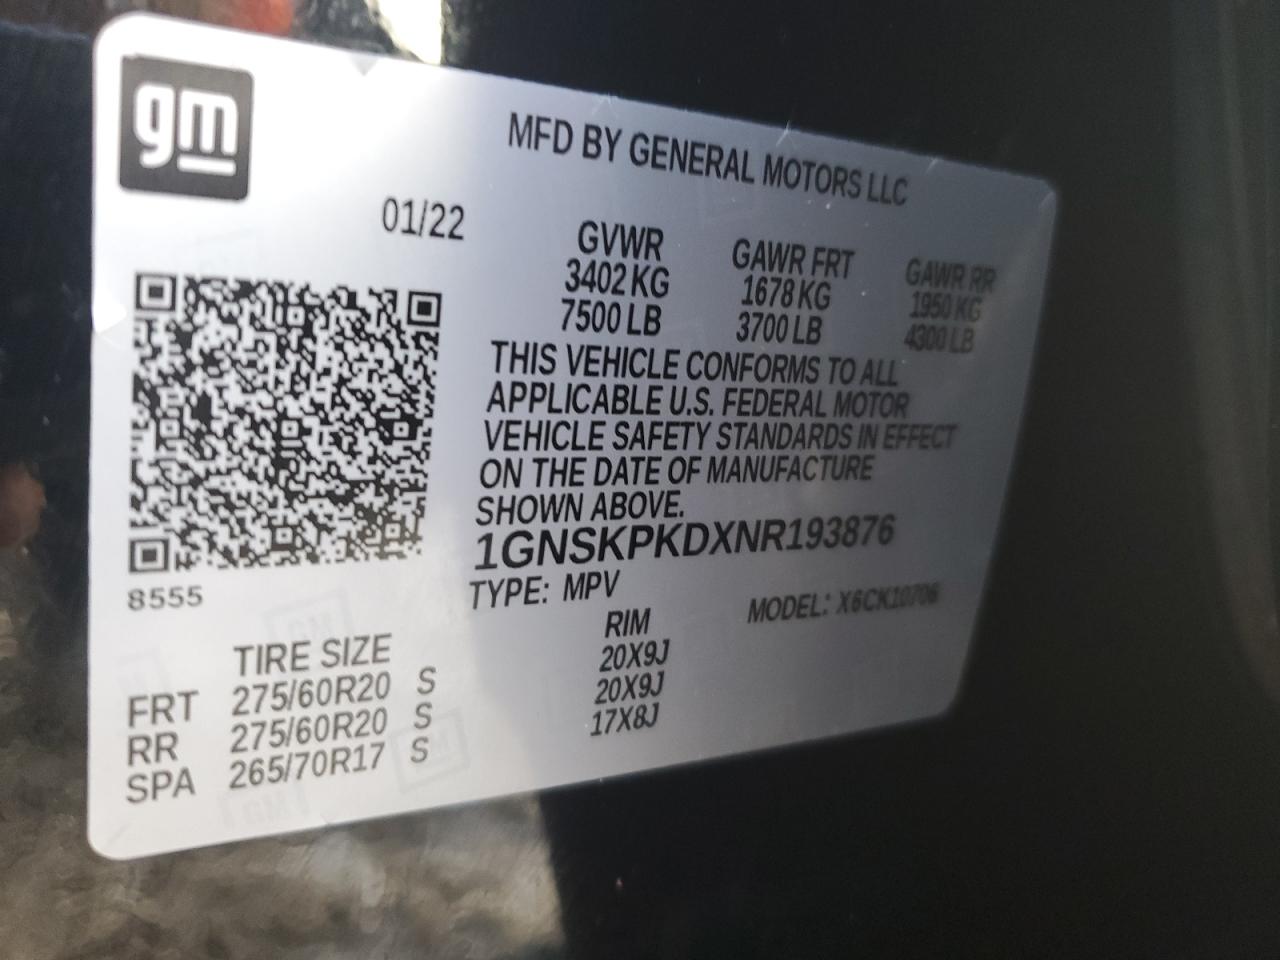 gm
MFD BY GENERAL MOTORS LLC
01/22
GVWR GAWR FRT GAWR RR
3402 KG 1678 KG 1950 KG
7500 LB 3700 LB 4300 LB
THIS VEHICLE CONFORMS TO ALL
APPLICABLE U.S. FEDERAL MOTOR
VEHICLE SAFETY STANDARDS IN EFFECT
ON THE DATE OF MANUFACTURE
SHOWN ABOVE.
1GNSKPKDXNR193876
8555
TYPE: MPV MODEL: X6CK10706
TIRE SIZE RIM
FRT 275/60R20 S 20X9J
RR 275/60R20 S 20X9J
SPA 265/70R17 S 17X8J